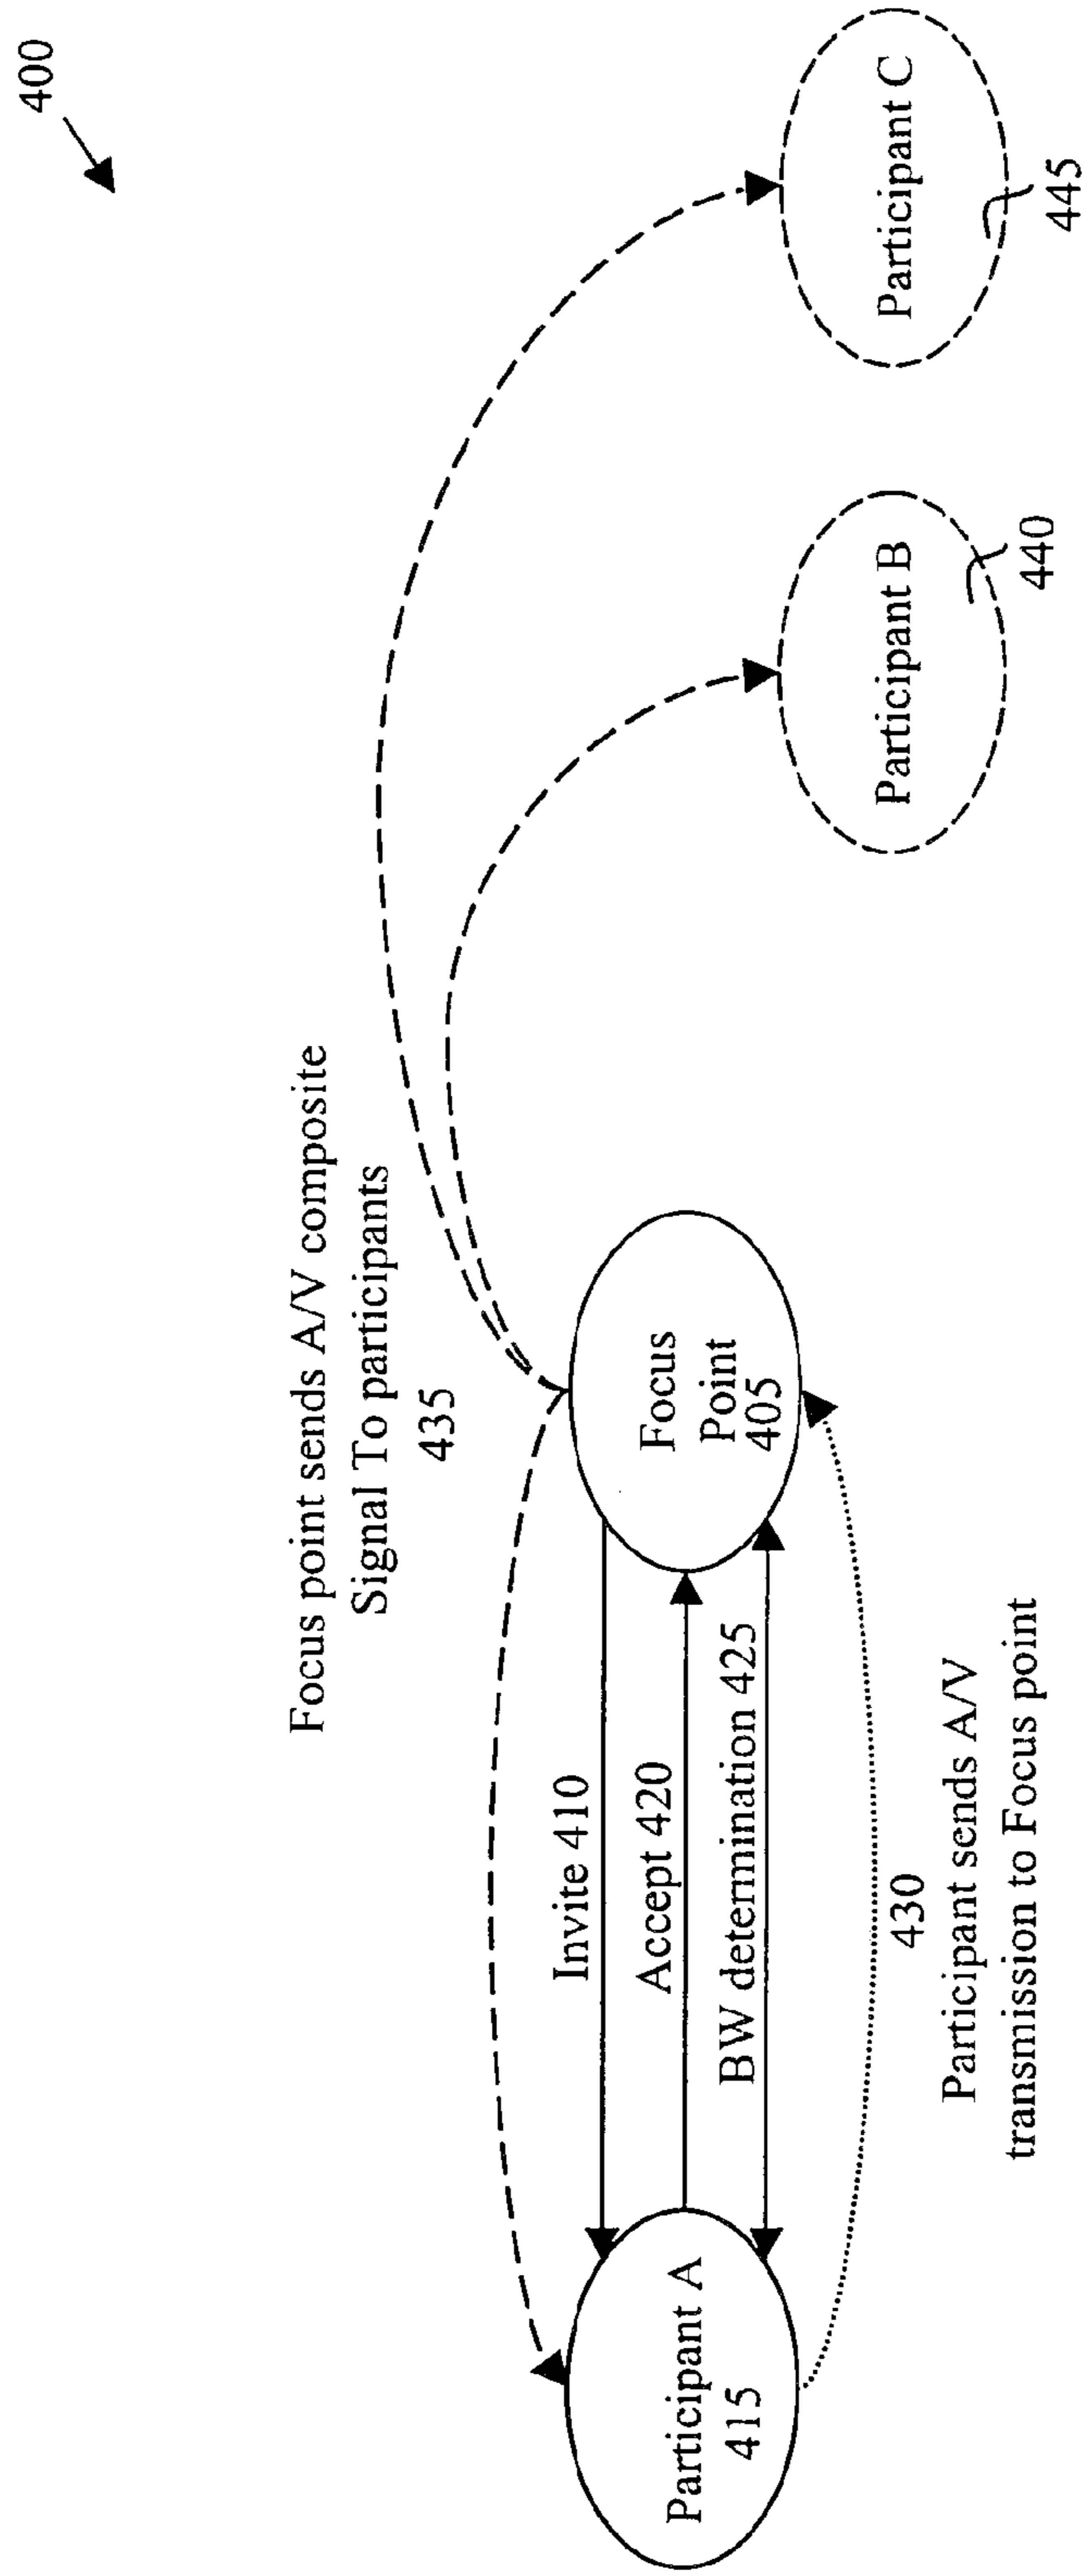 400
Focus point sends A/V composite
Signal To participants
435
Invite 410
Accept 420
BW determination 425
Participant A
415
Focus
Point
405
430
Participant sends A/V
transmission to Focus point
Participant B
440
Participant C
445